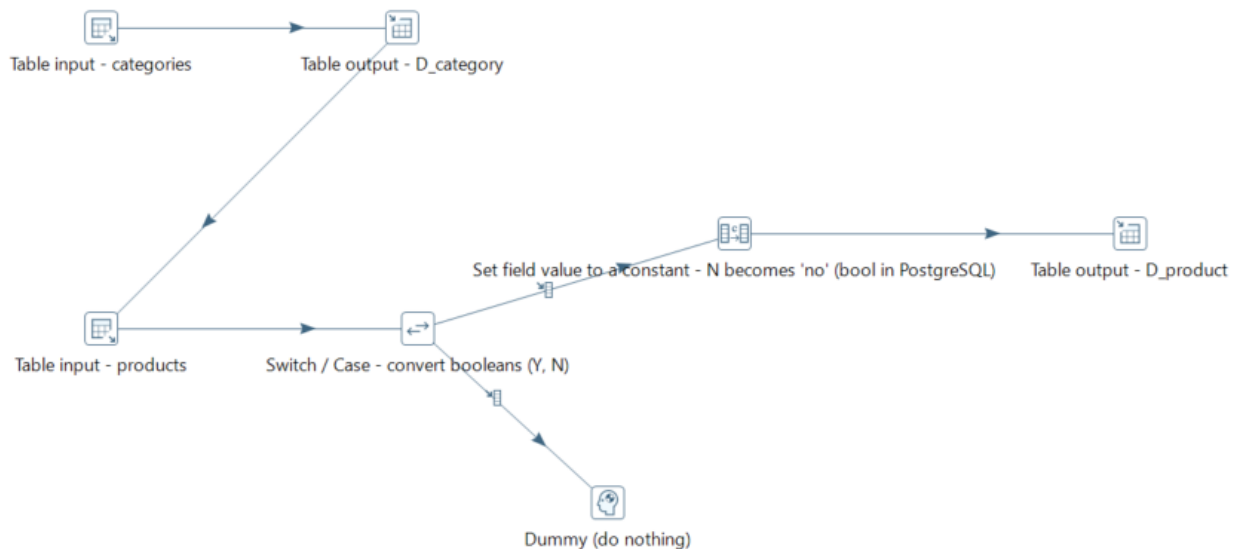 Table input - categories
Table output - D_category
Set field value to a constant - N becomes 'no' (bool in PostgreSQL)
Table output - D_product
Table input - products
Switch / Case - convert booleans (Y, N)
Dummy (do nothing)